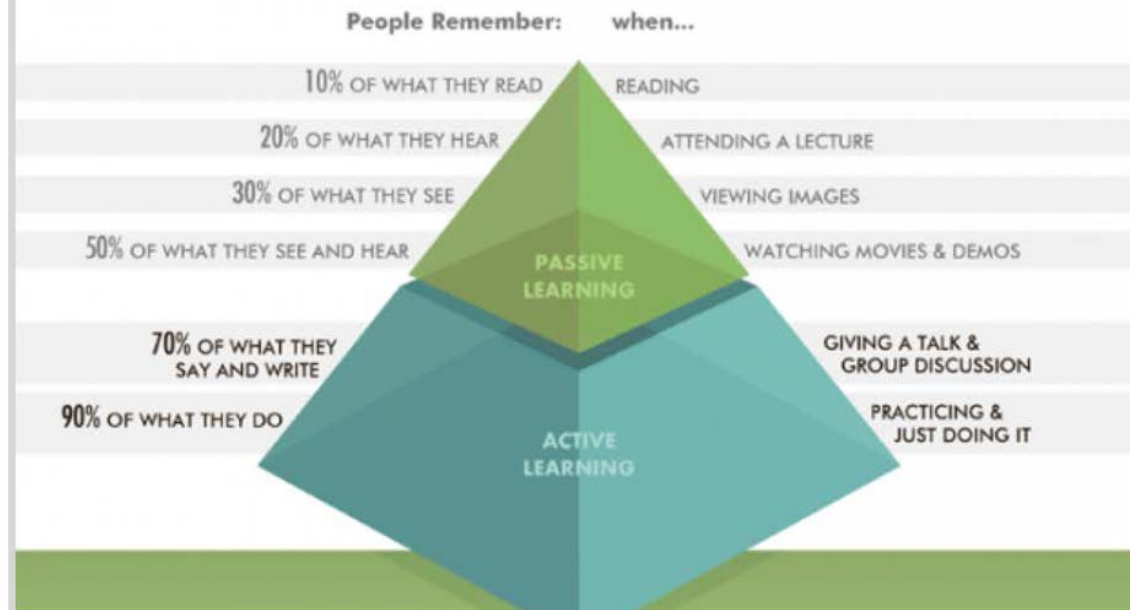 People Remember: when...
10% OF WHAT THEY READ READING
20% OF WHAT THEY HEAR ATTENDING A LECTURE
30% OF WHAT THEY SEE VIEWING IMAGES
50% OF WHAT THEY SEE AND HEAR WATCHING MOVIES & DEMOS
PASSIVE
LEARNING
70% OF WHAT THEY
SAY AND WRITE
GIVING A TALK &
GROUP DISCUSSION
90% OF WHAT THEY DO
PRACTICING &
JUST DOING IT
ACTIVE
LEARNING